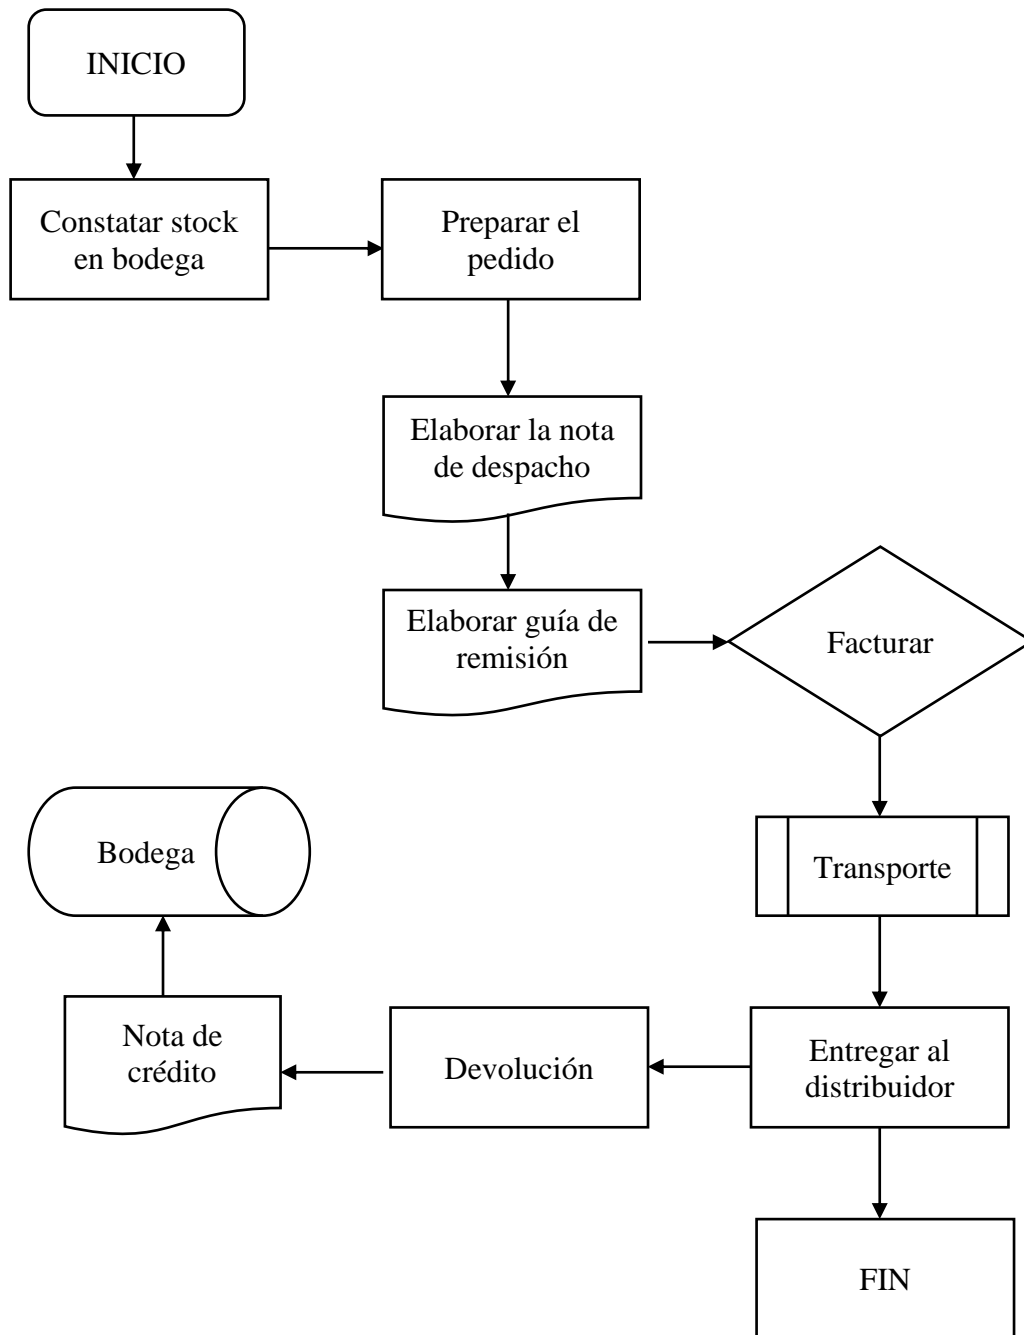 INICIO
Constatar stock
en bodega
Preparar el
pedido
Elaborar la nota
de despacho
Elaborar guía de
remisión
Facturar
Transporte
Entregar al
distribuidor
Devolución
Nota de
crédito
Bodega
FIN